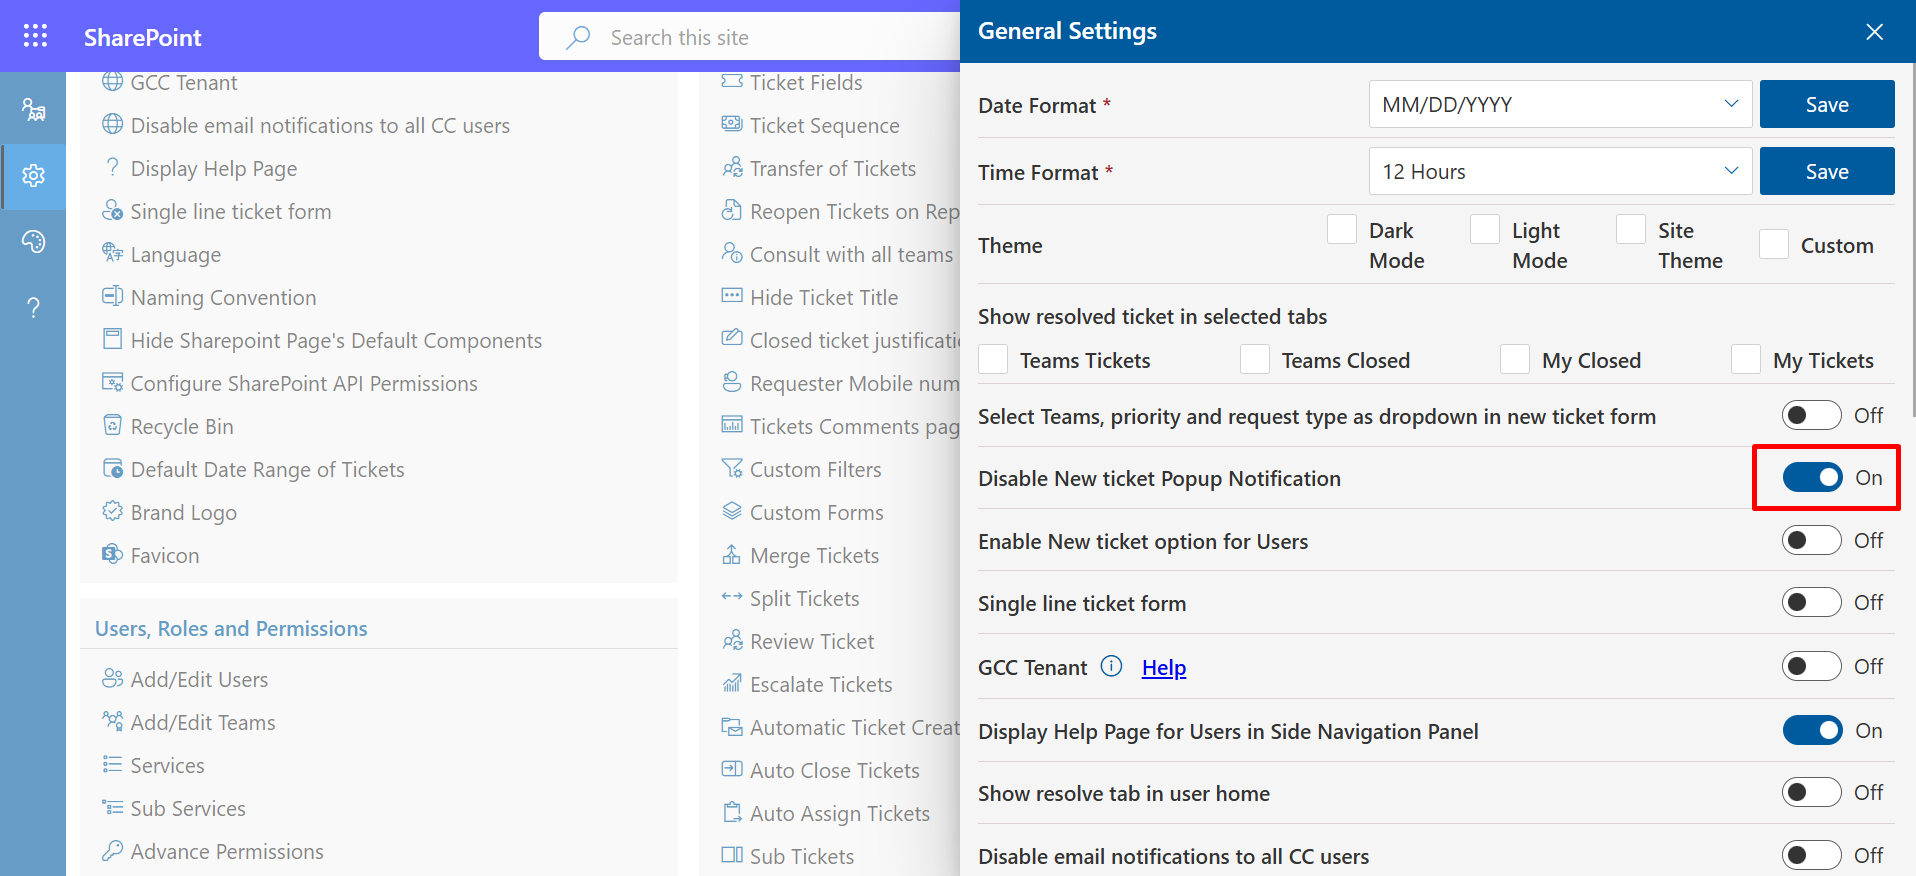 SharePoint
Search this site
GCC Tenant
Disable email notifications to all CC users
Display Help Page
Single line ticket form
Language
Naming Convention
Hide Sharepoint Page's Default Components
Configure SharePoint API Permissions
Recycle Bin
Default Date Range of Tickets
Brand Logo
Favicon
Users, Roles and Permissions
Add/Edit Users
Add/Edit Teams
Services
Sub Services
Advance Permissions
Ticket Fields
Ticket Sequence
Transfer of Tickets
Reopen Tickets on Rep
Consult with all teams
Hide Ticket Title
Closed ticket justificatio
Requester Mobile num
Tickets Comments pag
Custom Filters
Custom Forms
Merge Tickets
Split Tickets
Review Ticket
Escalate Tickets
Automatic Ticket Creat
Auto Close Tickets
Auto Assign Tickets
Sub Tickets
General Settings
Date Format * MM/DD/YYYY Save
Time Format * 12 Hours Save
Theme Dark Mode Light Mode Site Theme Custom
Show resolved ticket in selected tabs
Teams Tickets Teams Closed My Closed My Tickets
Select Teams, priority and request type as dropdown in new ticket form Off
Disable New ticket Popup Notification On
Enable New ticket option for Users Off
Single line ticket form Off
GCC Tenant Help Off
Display Help Page for Users in Side Navigation Panel On
Show resolve tab in user home Off
Disable email notifications to all CC users Off